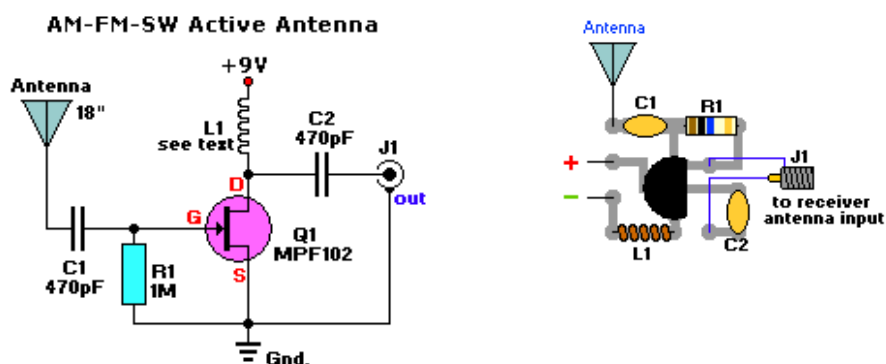 AM-FM-SW Active Antenna
+9V
Antenna
18"
L1
see text
C2
470pF
J1
out
D
G
Q1
MPF102
S
C1
470pF
R1
1M
Gnd.
Antenna
C1
R1
+
J1
−
to receiver
antenna input
L1
C2